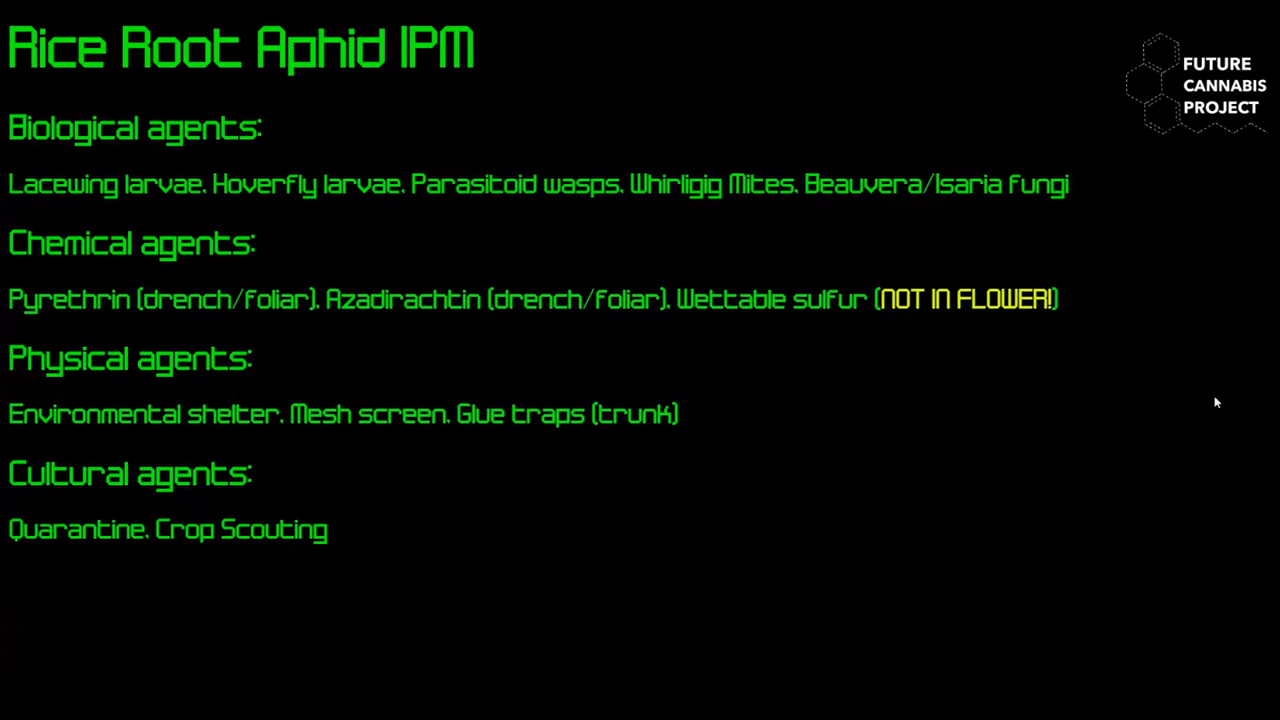 Rice Root Aphid IPM
FUTURE
CANNABIS
PROJECT
Biological agents:
Lacewing larvae, Hoverfly larvae, Parasitoid wasps, Whirligig Mites, Beauvera/Isaria fungi
Chemical agents:
Pyrethrin (drench/foliar), Azadirachtin (drench/foliar), Wettable sulfur (NOT IN FLOWER!)
Physical agents:
Environmental shelter, Mesh screen, Glue traps (trunk)
Cultural agents:
Quarantine, Crop Scouting